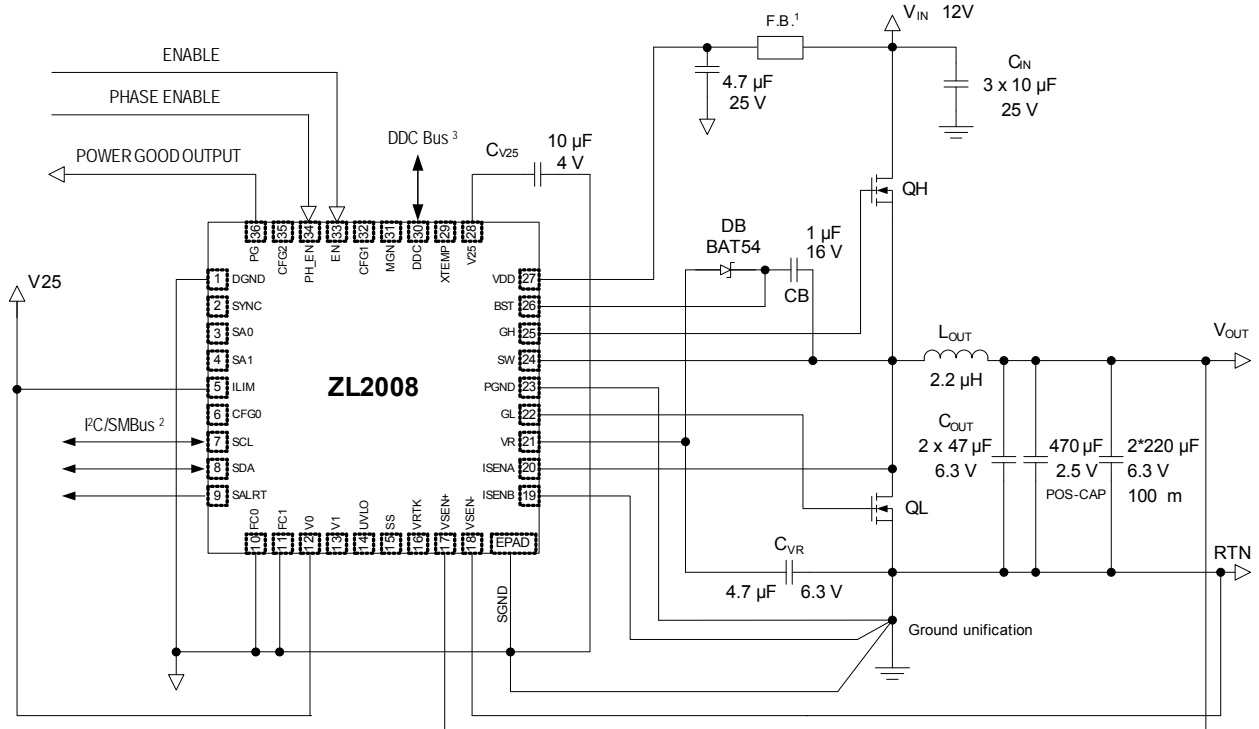 V_IN 12V
F.B.¹
ENABLE
4.7 µF
25 V
C_IN
3 x 10 µF
25 V
PHASE ENABLE
DDC Bus ³
C_V25
10 µF
4 V
POWER GOOD OUTPUT
QH
DB
BAT54
1 µF
16 V
CB
36 35 34 33 32 31 30 29 28
PG CFG2 PH_EN EN CFG1 MGN DDC XTEMP V25
V25
1 DGND
2 SYNC
3 SA0
4 SA1
5 ILIM
6 CFG0
7 SCL
8 SDA
9 SALRT
ZL2008
VDD 27
BST 26
GH 25
SW 24
PGND 23
GL 22
VR 21
ISENA 20
ISENB 19
I²C/SMBus ²
FC0 FC1 V0 V1 UVLO SS VRTK VSEN+ VSEN-
10 11 12 13 14 15 16 17 18
EPAD
SGND
L_OUT
2.2 µH
V_OUT
C_OUT
2 x 47 µF
6.3 V
470 µF
2.5 V
POS-CAP
2*220 µF
6.3 V
100 m
QL
C_VR
4.7 µF 6.3 V
RTN
Ground unification